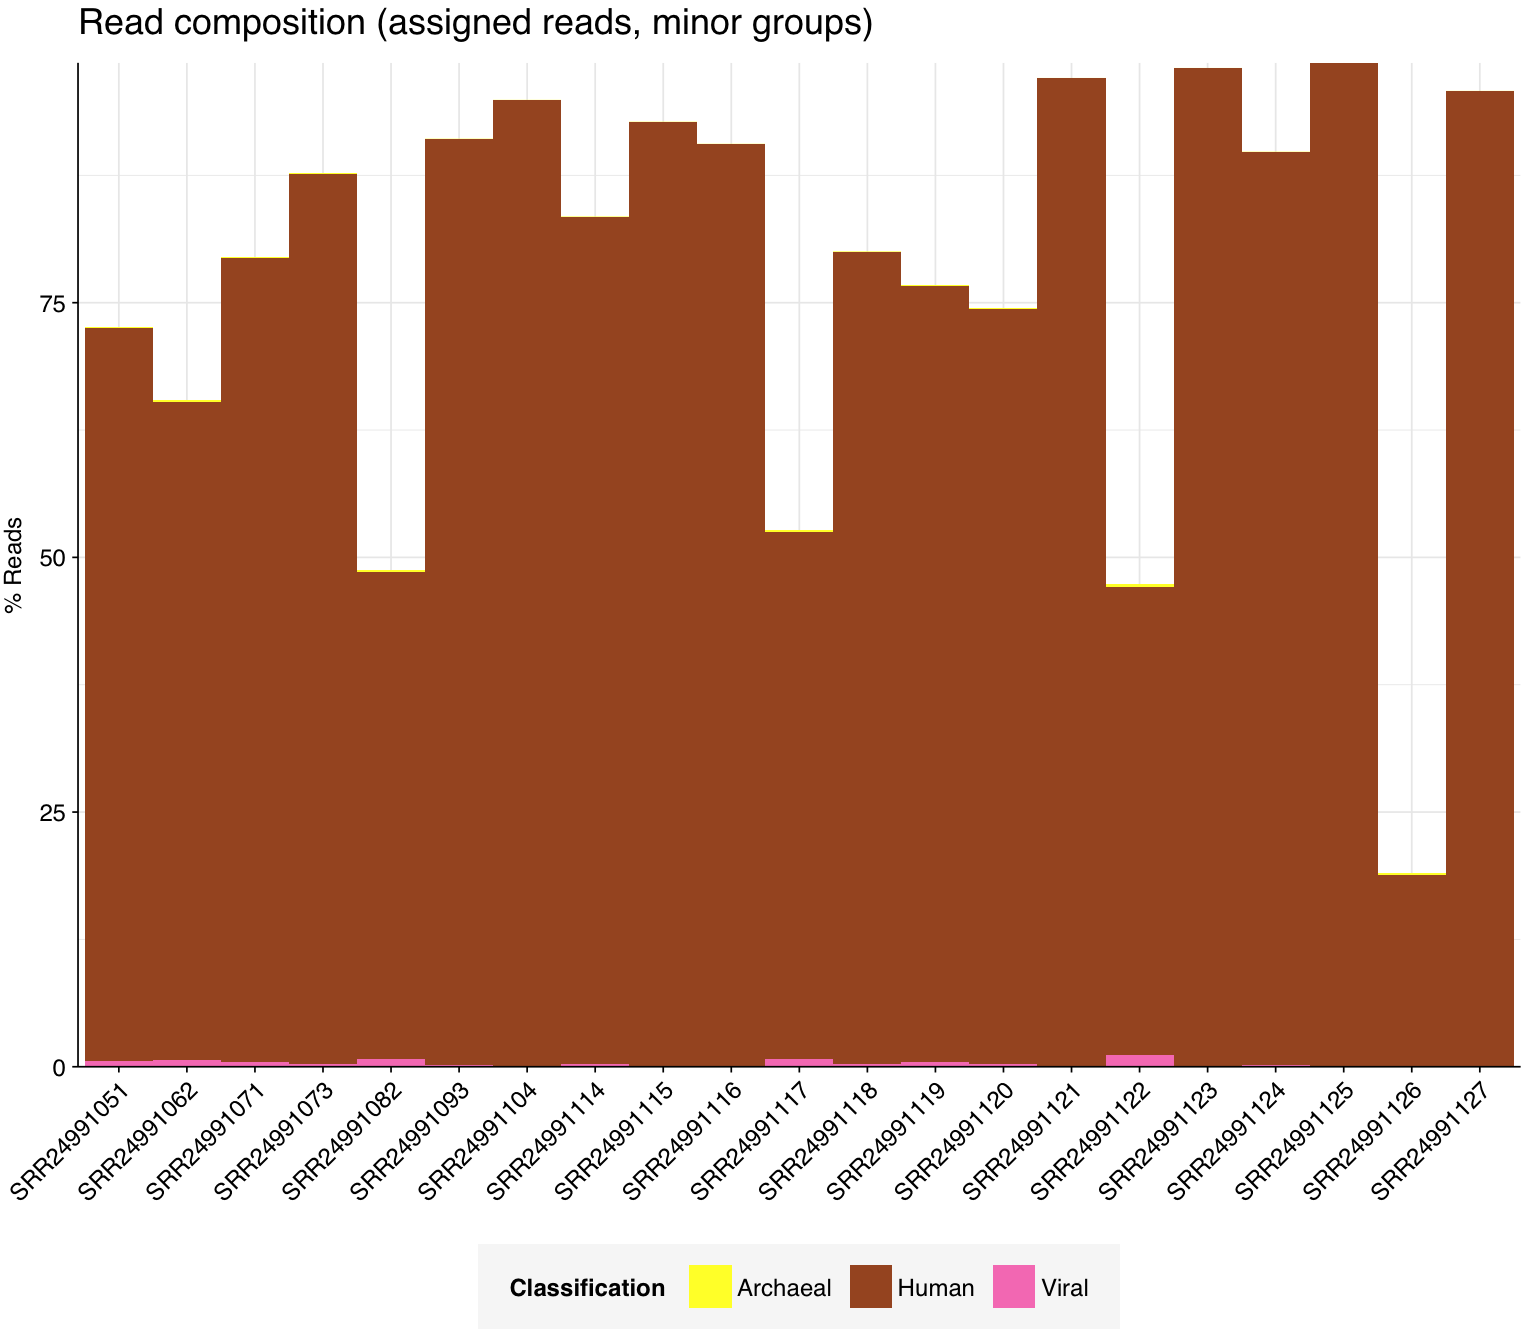 Read composition (assigned reads, minor groups)
% Reads
75
50
25
0
SRR24991051
SRR24991062
SRR24991071
SRR24991073
SRR24991082
SRR24991093
SRR24991104
SRR24991114
SRR24991115
SRR24991116
SRR24991117
SRR24991118
SRR24991119
SRR24991120
SRR24991121
SRR24991122
SRR24991123
SRR24991124
SRR24991125
SRR24991126
SRR24991127
Classification Archaeal Human Viral